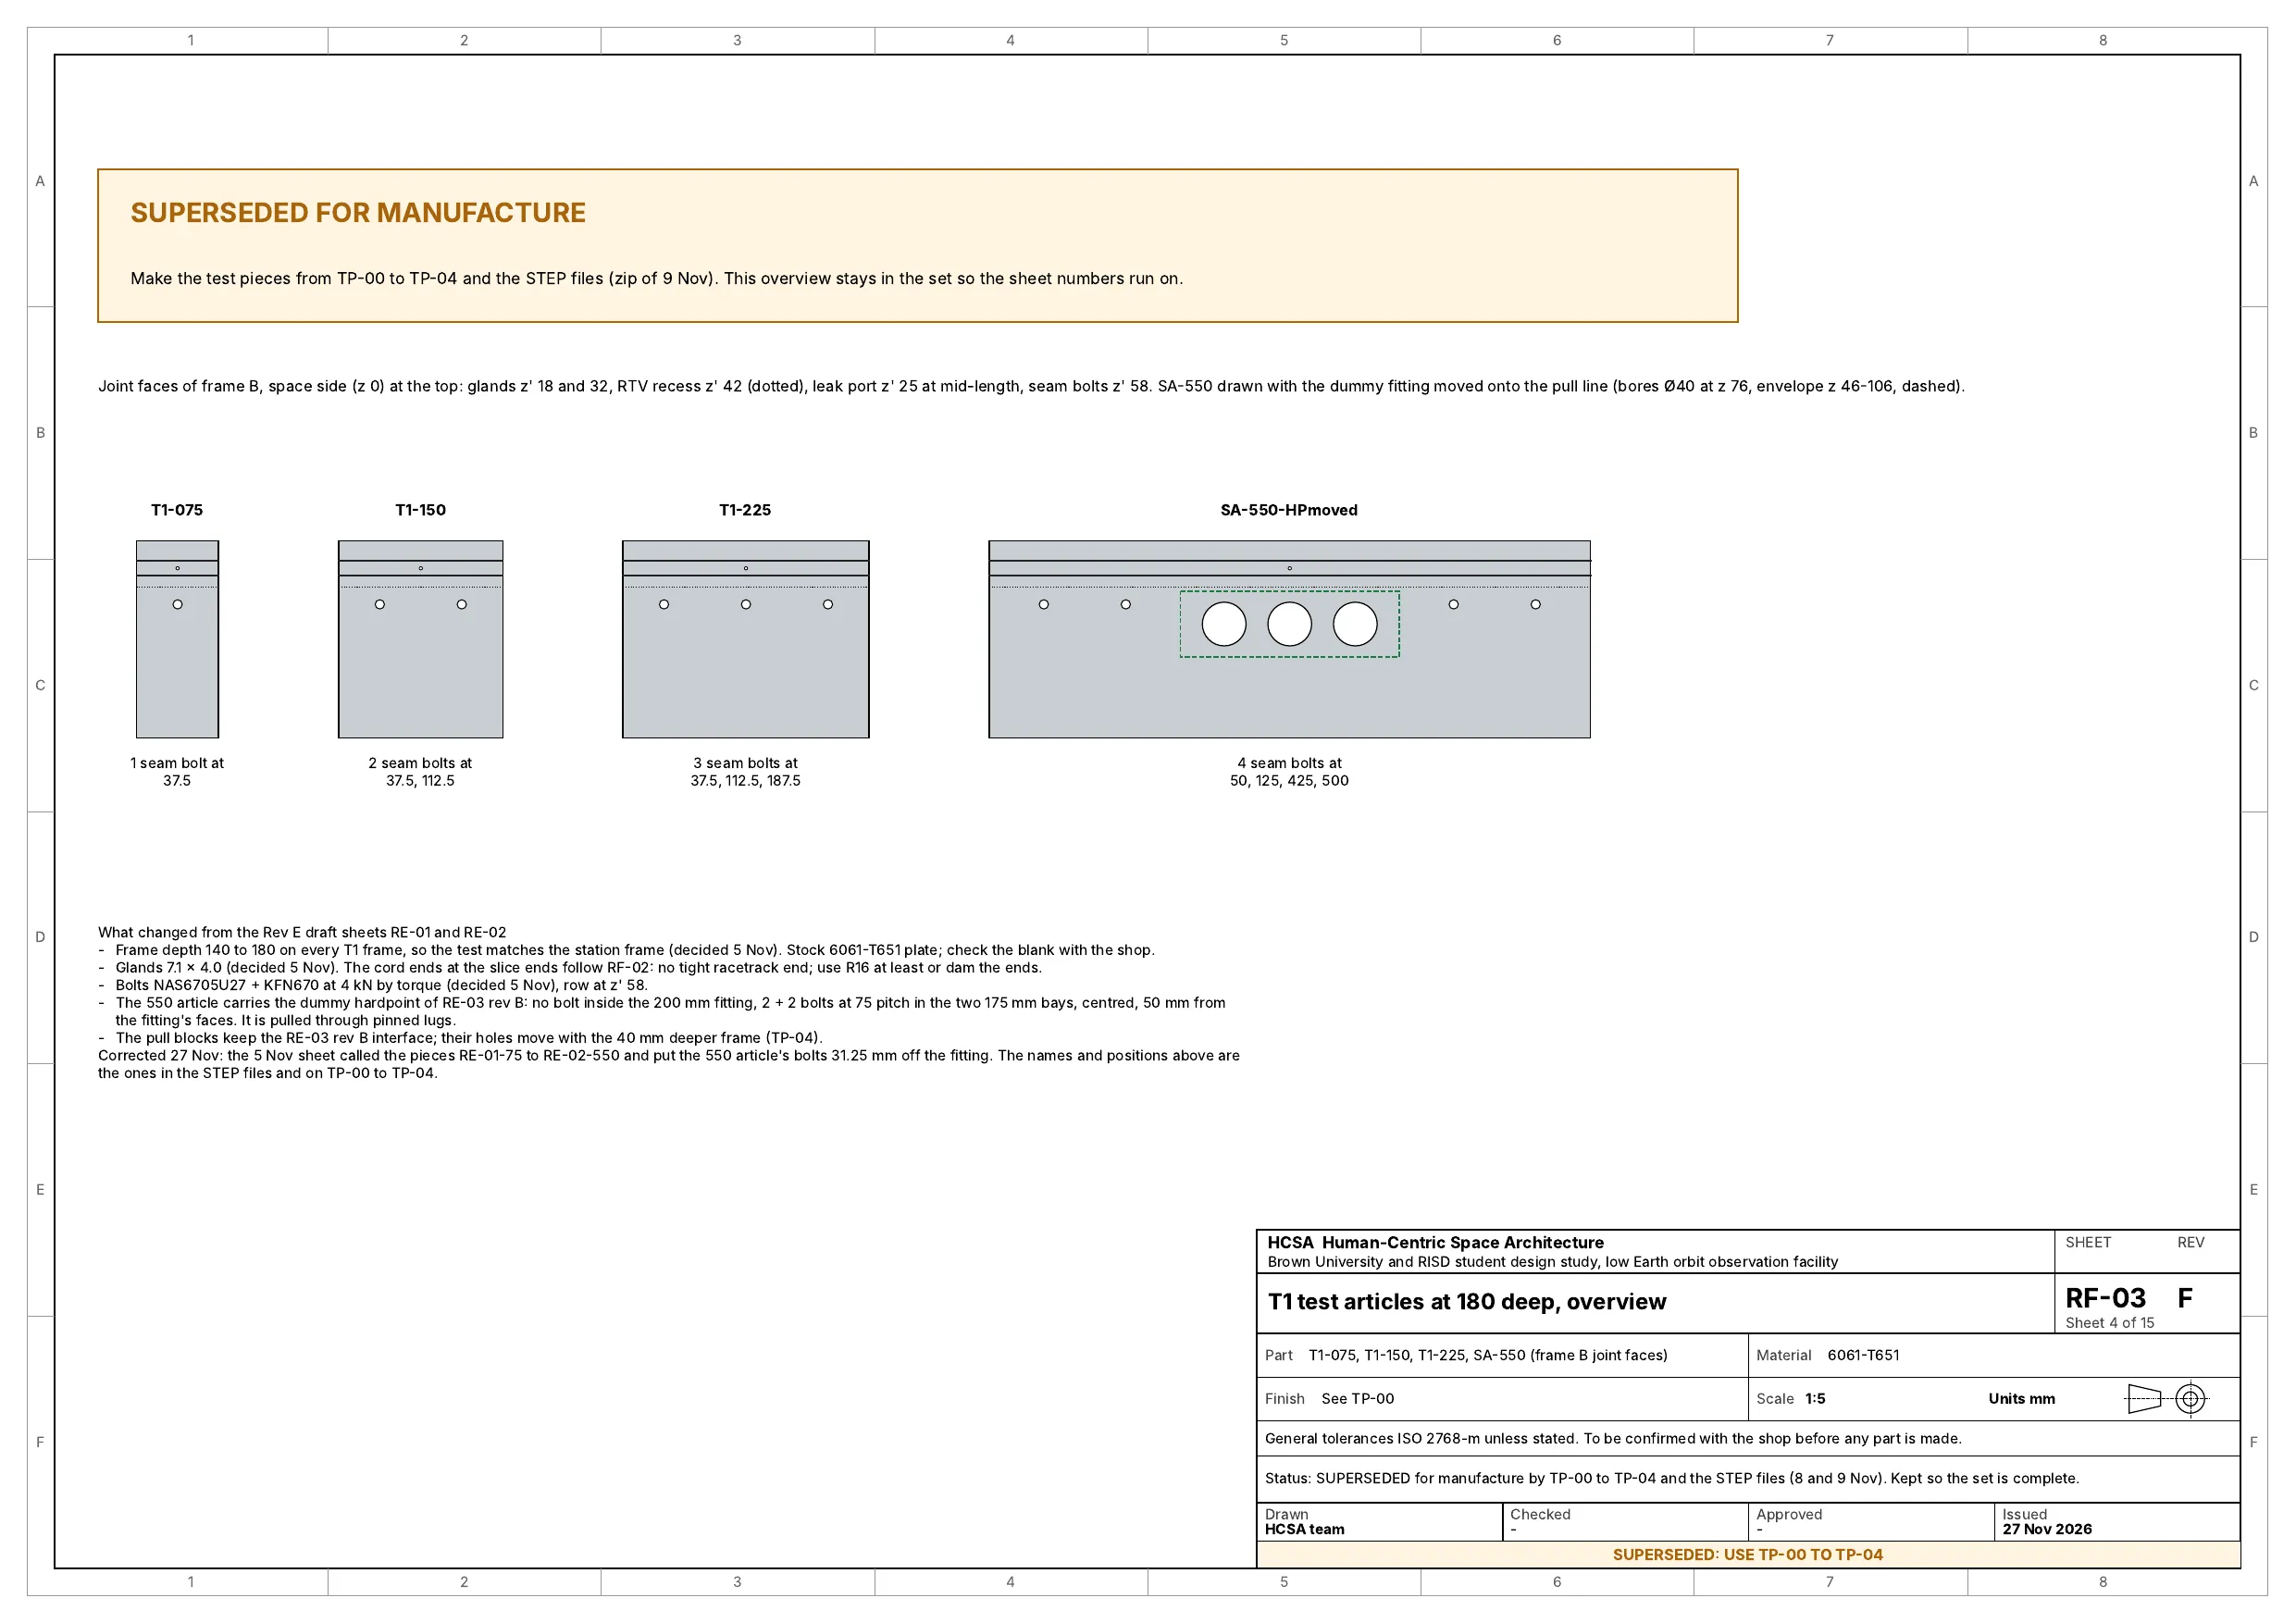 1 2 3 4 5 6 7 8
A A
SUPERSEDED FOR MANUFACTURE
Make the test pieces from TP-00 to TP-04 and the STEP files (zip of 9 Nov). This overview stays in the set so the sheet numbers run on.
Joint faces of frame B, space side (z 0) at the top: glands z' 18 and 32, RTV recess z' 42 (dotted), leak port z' 25 at mid-length, seam bolts z' 58. SA-550 drawn with the dummy fitting moved onto the pull line (bores Ø40 at z 76, envelope z 46-106, dashed).
B B
T1-075 T1-150 T1-225 SA-550-HPmoved
C C
1 seam bolt at
37.5
2 seam bolts at
37.5, 112.5
3 seam bolts at
37.5, 112.5, 187.5
4 seam bolts at
50, 125, 425, 500
What changed from the Rev E draft sheets RE-01 and RE-02
D D
- Frame depth 140 to 180 on every T1 frame, so the test matches the station frame (decided 5 Nov). Stock 6061-T651 plate; check the blank with the shop.
- Glands 7.1 × 4.0 (decided 5 Nov). The cord ends at the slice ends follow RF-02: no tight racetrack end; use R16 at least or dam the ends.
- Bolts NAS6705U27 + KFN670 at 4 kN by torque (decided 5 Nov), row at z' 58.
- The 550 article carries the dummy hardpoint of RE-03 rev B: no bolt inside the 200 mm fitting, 2 + 2 bolts at 75 pitch in the two 175 mm bays, centred, 50 mm from
the fitting's faces. It is pulled through pinned lugs.
- The pull blocks keep the RE-03 rev B interface; their holes move with the 40 mm deeper frame (TP-04).
Corrected 27 Nov: the 5 Nov sheet called the pieces RE-01-75 to RE-02-550 and put the 550 article's bolts 31.25 mm off the fitting. The names and positions above are
the ones in the STEP files and on TP-00 to TP-04.
E E
HCSA Human-Centric Space Architecture
Brown University and RISD student design study, low Earth orbit observation facility
SHEET REV
T1 test articles at 180 deep, overview
RF-03 F
Sheet 4 of 15
Part T1-075, T1-150, T1-225, SA-550 (frame B joint faces)
Material 6061-T651
Finish See TP-00
Scale 1:5 Units mm
F F
General tolerances ISO 2768-m unless stated. To be confirmed with the shop before any part is made.
Status: SUPERSEDED for manufacture by TP-00 to TP-04 and the STEP files (8 and 9 Nov). Kept so the set is complete.
Drawn
HCSA team
Checked
-
Approved
-
Issued
27 Nov 2026
SUPERSEDED: USE TP-00 TO TP-04
1 2 3 4 5 6 7 8